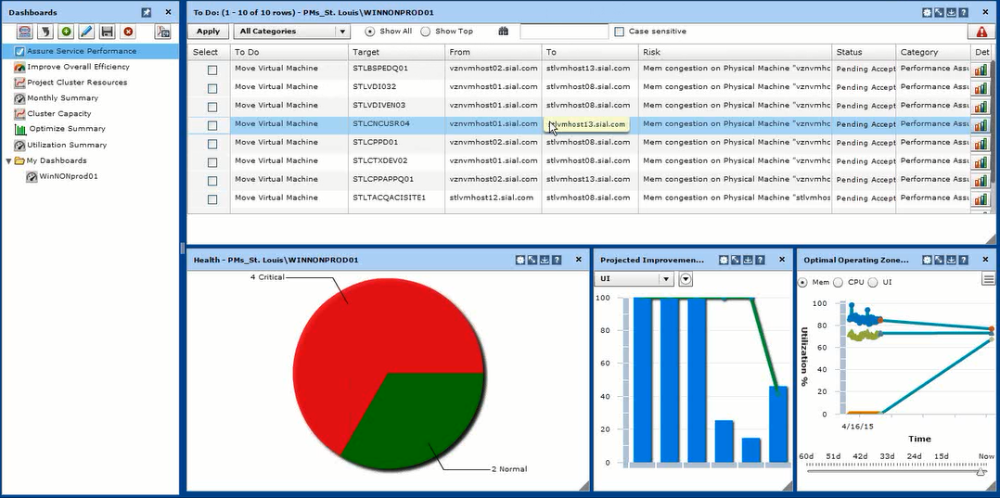 Dashboards
Assure Service Performance
Improve Overall Efficiency
Project Cluster Resources
Monthly Summary
Cluster Capacity
Optimize Summary
Utilization Summary
My Dashboards
WinNONprod01
To Do: (1 - 10 of 10 rows) - PMs_St. Louis\WINNONPROD01
Apply All Categories Show All Show Top Case sensitive
Select To Do Target From To Risk Status Category Det
Move Virtual Machine STLBSPEDQ01 vznvmhost02.sial.com stlvmhost13.sial.com Mem congestion on Physical Machine "vznvmhc Pending Accept Performance Assu
Move Virtual Machine STLVDI032 vznvmhost01.sial.com stlvmhost08.sial.com Mem congestion on Physical Machine "vznvmhc Pending Accept Performance Assu
Move Virtual Machine STLVDIVEN03 vznvmhost01.sial.com stlvmhost08.sial.com Mem congestion on Physical Machine "vznvmhc Pending Accept Performance Assu
Move Virtual Machine STLCNCUSR04 vznvmhost01.sial.com stlvmhost13.sial.com Mem congestion on Physical Machine "vznvmhc Pending Accept Performance Assu
Move Virtual Machine STLCPPD01 vznvmhost02.sial.com stlvmhost08.sial.com Mem congestion on Physical Machine "vznvmhc Pending Accept Performance Assu
Move Virtual Machine STLCTXDEV02 vznvmhost01.sial.com stlvmhost08.sial.com Mem congestion on Physical Machine "vznvmhc Pending Accept Performance Assu
Move Virtual Machine STLCPPAPPQ01 vznvmhost02.sial.com stlvmhost13.sial.com Mem congestion on Physical Machine "vznvmhc Pending Accept Performance Assu
Move Virtual Machine STLTACQACISITE1 stlvmhost12.sial.com stlvmhost08.sial.com Mem congestion on Physical Machine "stlvmhos Pending Accept Performance Assu
Health - PMs_St. Louis\WINNONPROD01
4 Critical
2 Normal
Projected Improvemen...
UI
100
80
60
40
20
0
Optimal Operating Zone...
Mem CPU UI
Utilization %
100
80
60
40
20
0
4/16/15
Time
60d 51d 42d 33d 24d 15d Now